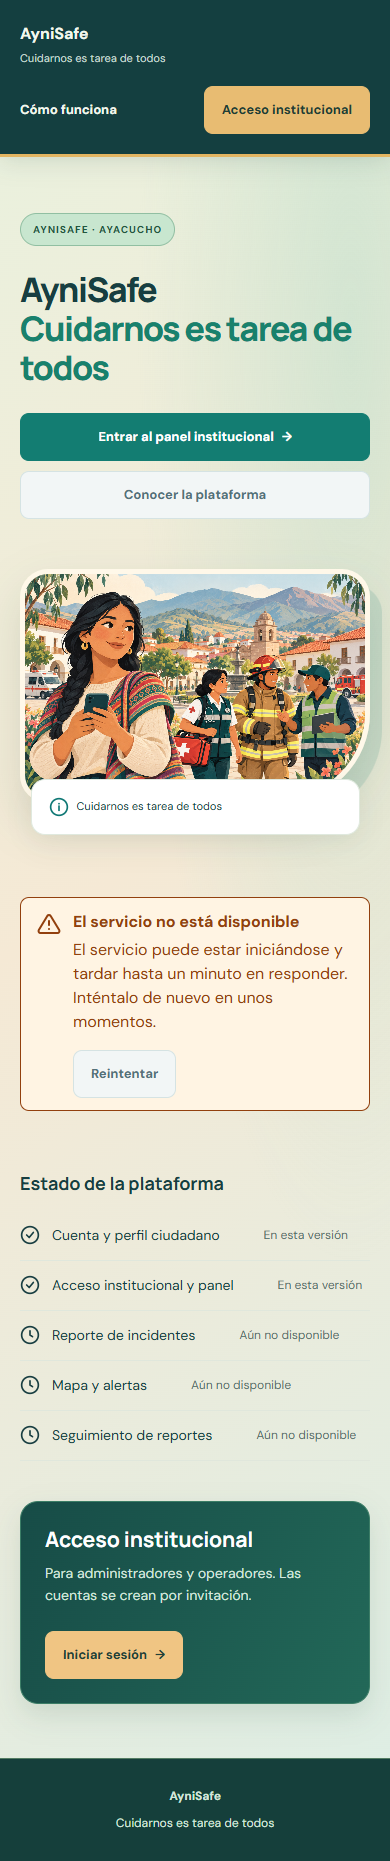 AyniSafe
Cuidarnos es tarea de todos
Cómo funciona
Acceso institucional
AYNISAFE · AYACUCHO
AyniSafe
Cuidarnos es tarea de
todos
Entrar al panel institucional →
Conocer la plataforma
Cuidarnos es tarea de todos
El servicio no está disponible
El servicio puede estar iniciándose y
tardar hasta un minuto en responder.
Inténtalo de nuevo en unos
momentos.
Reintentar
Estado de la plataforma
Cuenta y perfil ciudadano En esta versión
Acceso institucional y panel En esta versión
Reporte de incidentes Aún no disponible
Mapa y alertas Aún no disponible
Seguimiento de reportes Aún no disponible
Acceso institucional
Para administradores y operadores. Las
cuentas se crean por invitación.
Iniciar sesión →
AyniSafe
Cuidarnos es tarea de todos